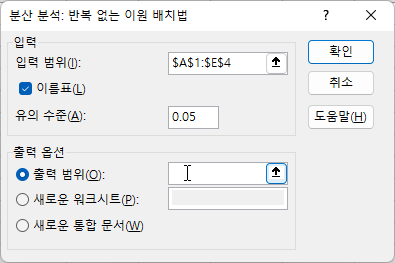 분산 분석: 반복 없는 이원 배치법 ? ×
입력
입력 범위(I): $A$1:$E$4
이름표(L)
유의 수준(A): 0.05
확인
취소
도움말(H)
출력 옵션
출력 범위(O):
새로운 워크시트(P):
새로운 통합 문서(W)